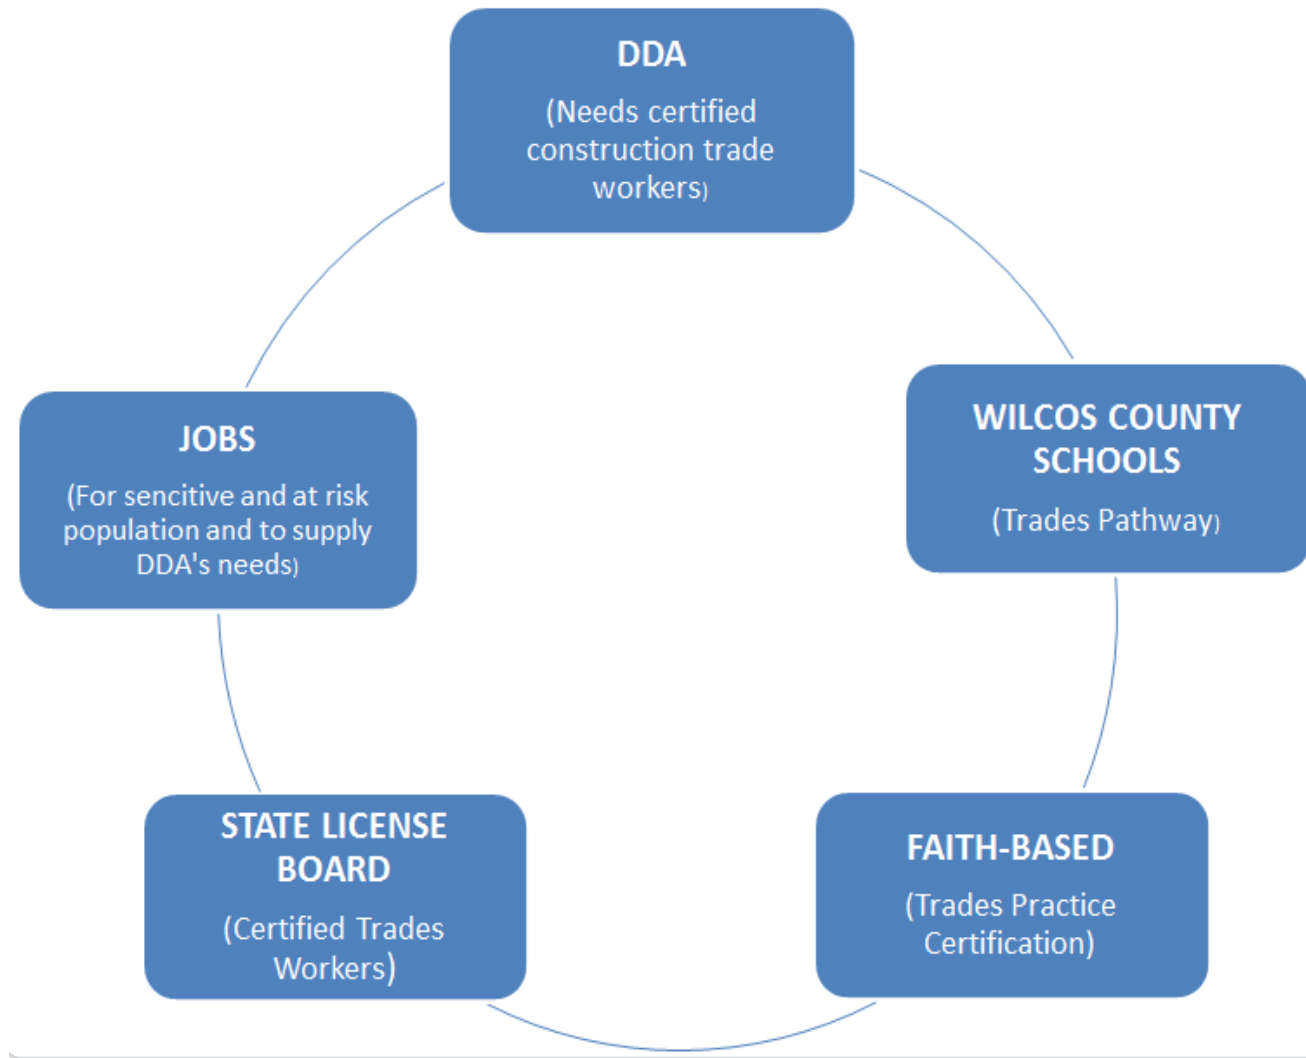 DDA
(Needs certified
construction trade
workers)
WILCOS COUNTY
SCHOOLS
(Trades Pathway)
FAITH-BASED
(Trades Practice
Certification)
STATE LICENSE
BOARD
(Certified Trades
Workers)
JOBS
(For sencitive and at risk
population and to supply
DDA's needs)